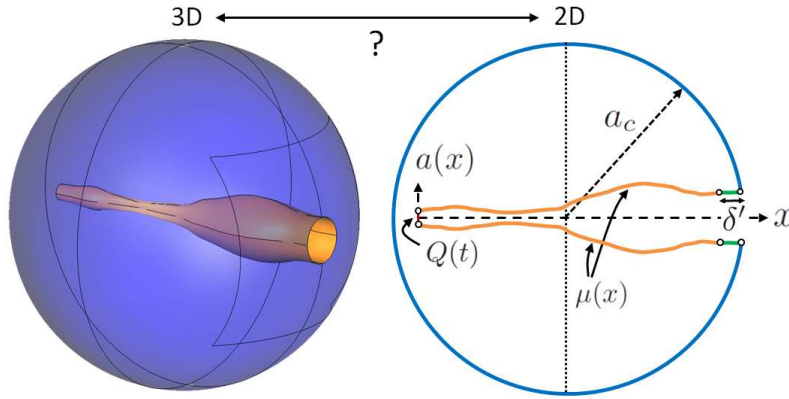 3D 2D
?
a_c
a(x)
δ′ x
Q(t)
μ(x)